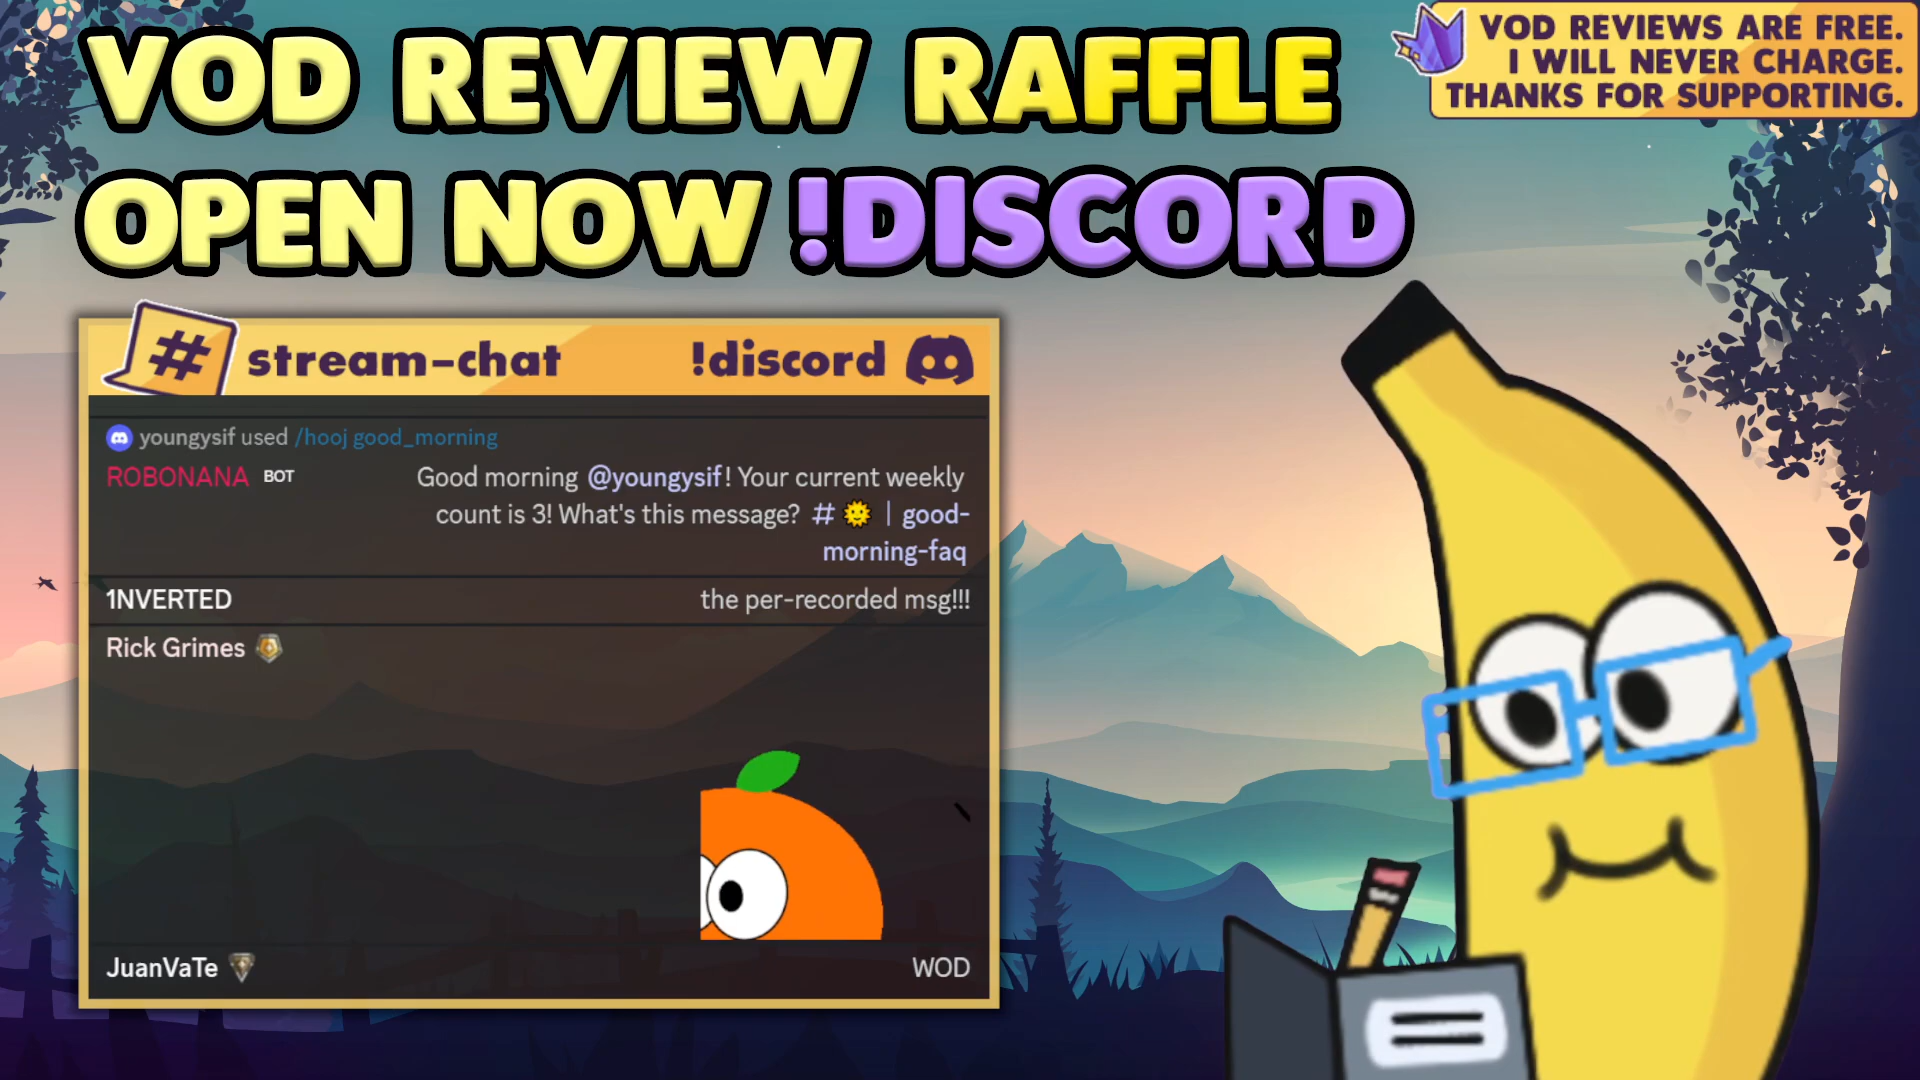 VOD REVIEW RAFFLE
OPEN NOW !DISCORD
VOD REVIEWS ARE FREE.
I WILL NEVER CHARGE.
THANKS FOR SUPPORTING.
# stream-chat !discord
youngysif used /hooj good_morning
ROBONANA BOT Good morning @youngysif! Your current weekly
count is 3! What's this message? # 🌞 | good-
morning-faq
1NVERTED the per-recorded msg!!!
Rick Grimes
JuanVaTe WOD